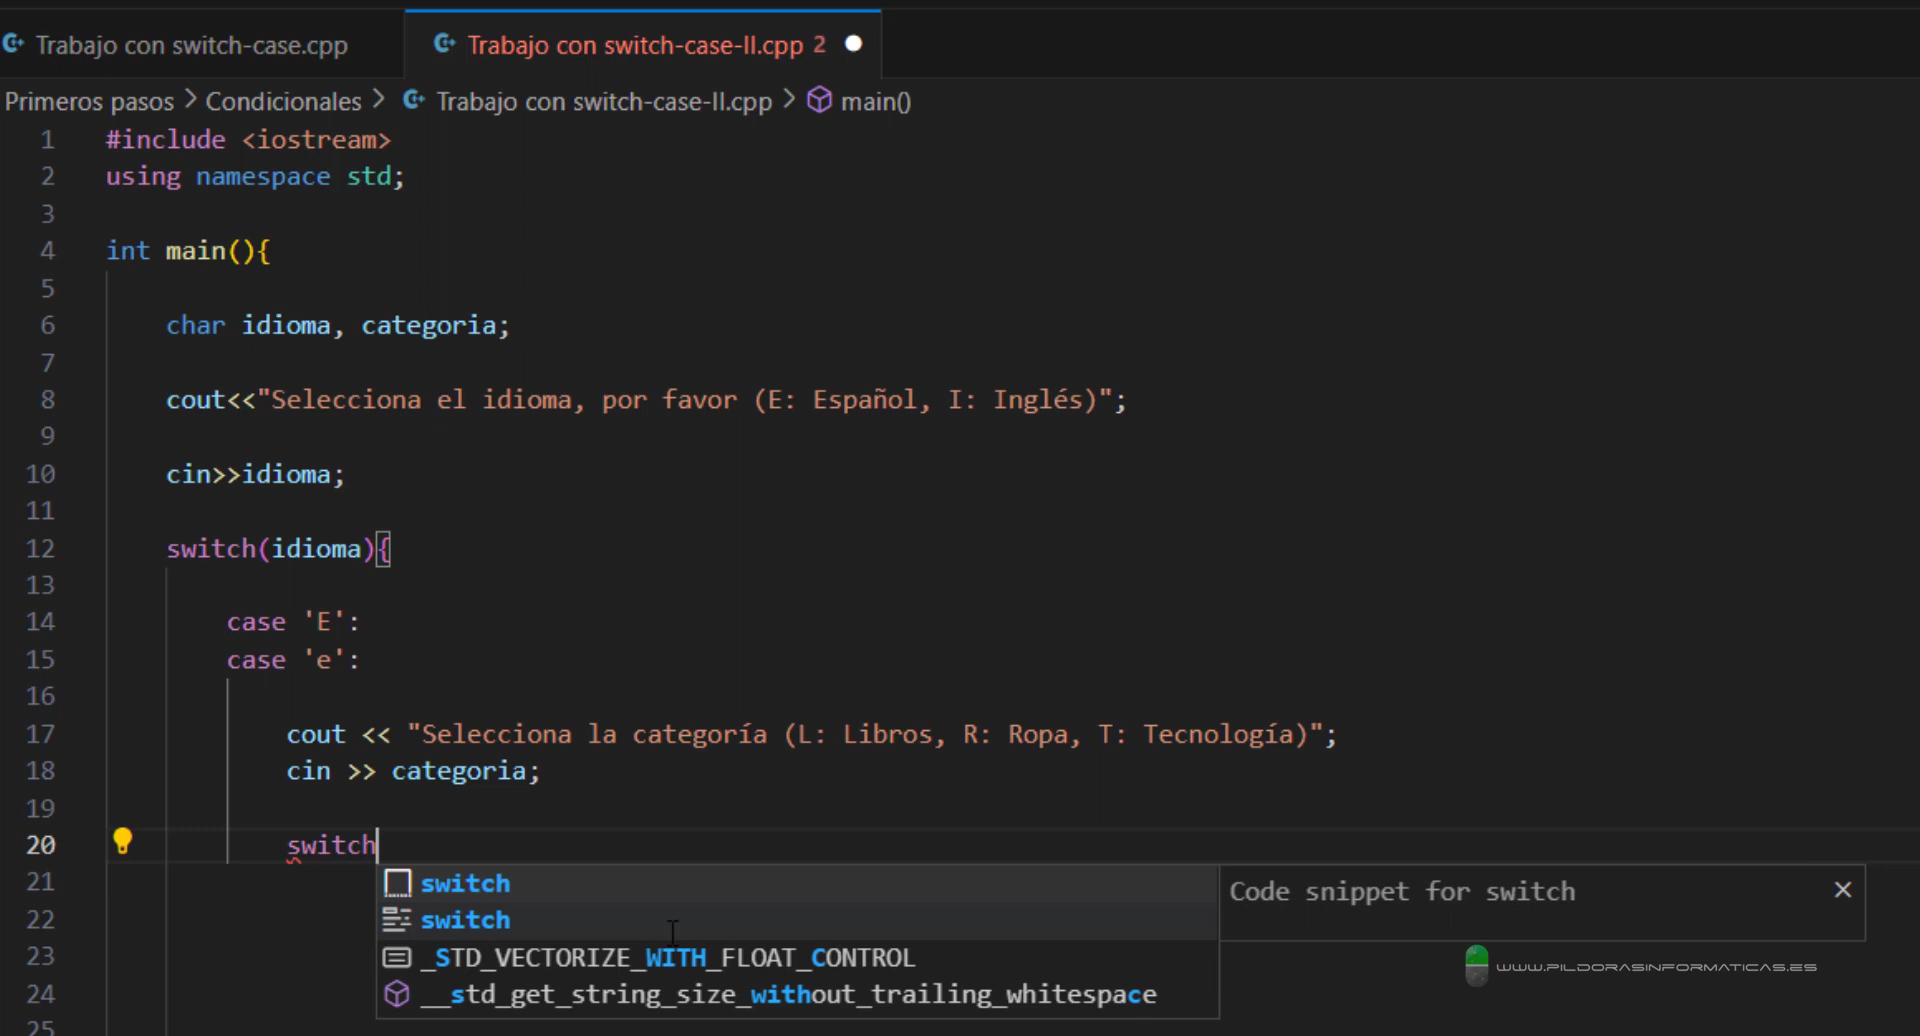 Trabajo con switch-case.cpp Trabajo con switch-case-II.cpp 2
Primeros pasos > Condicionales > Trabajo con switch-case-II.cpp > main()
1 #include <iostream>
2 using namespace std;
3
4 int main(){
5
6 char idioma, categoria;
7
8 cout<<"Selecciona el idioma, por favor (E: Español, I: Inglés)";
9
10 cin>>idioma;
11
12 switch(idioma){
13
14 case 'E':
15 case 'e':
16
17 cout << "Selecciona la categoría (L: Libros, R: Ropa, T: Tecnología)";
18 cin >> categoria;
19
20 switch
21 switch Code snippet for switch
22 switch
23 _STD_VECTORIZE_WITH_FLOAT_CONTROL WWW.PILDORASINFORMATICAS.ES
24 __std_get_string_size_without_trailing_whitespace
25